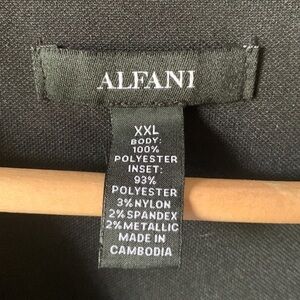 ALFANI
XXL
BODY:
100%
POLYESTER
INSET:
93%
POLYESTER
3%NYLON
2%SPANDEX
2%METALLIC
MADE IN
CAMBODIA